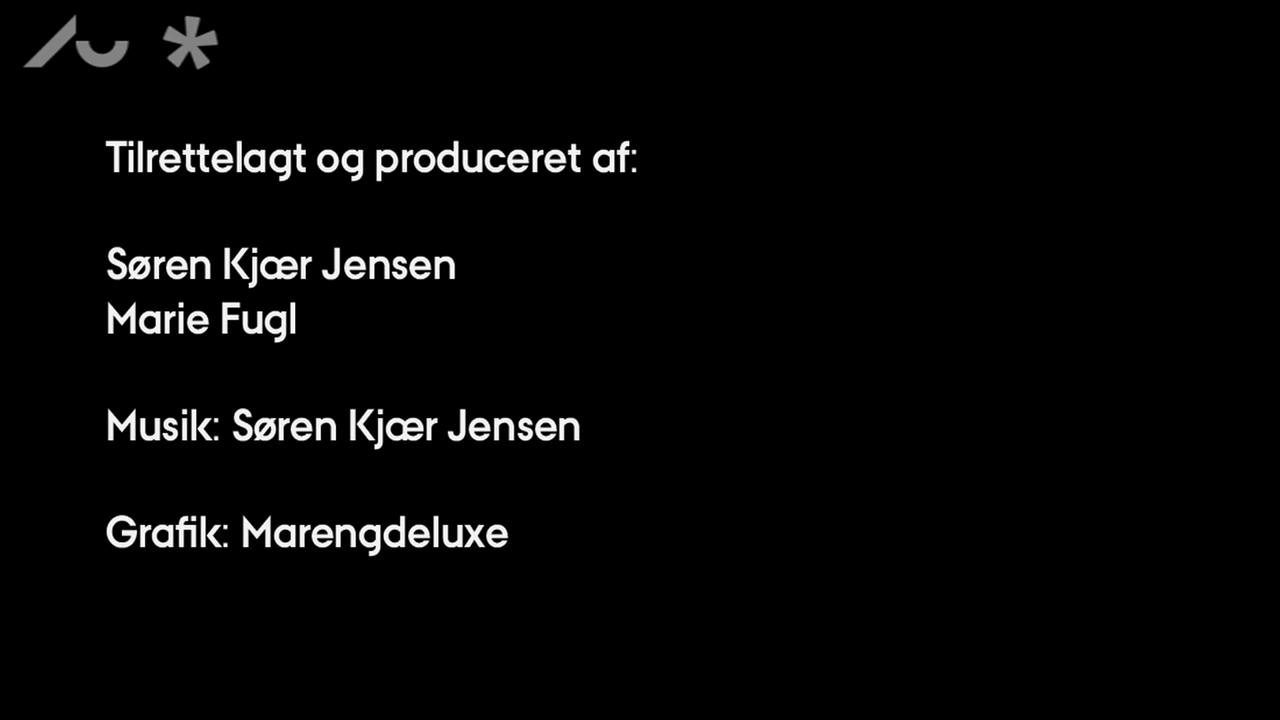 Tilrettelagt og produceret af:
Søren Kjær Jensen
Marie Fugl
Musik: Søren Kjær Jensen
Grafik: Marengdeluxe